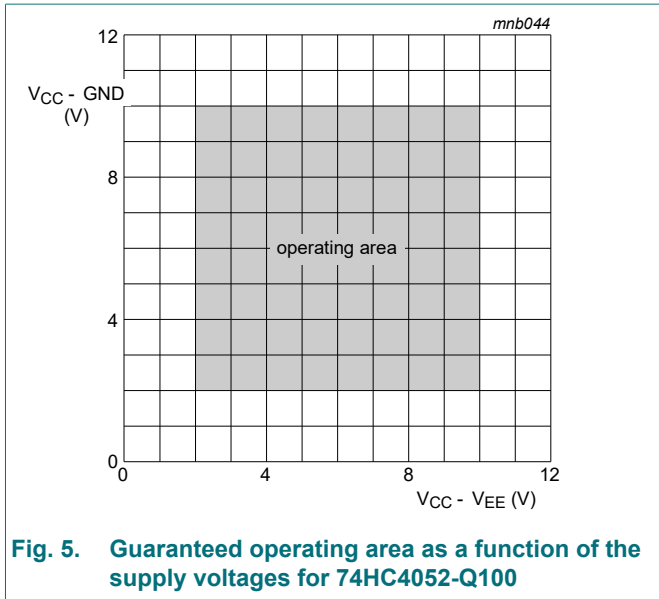 mnb044
12
VCC - GND
(V)
8
operating area
4
0
0
4
8
12
VCC - VEE (V)
Fig. 5. Guaranteed operating area as a function of the
supply voltages for 74HC4052-Q100